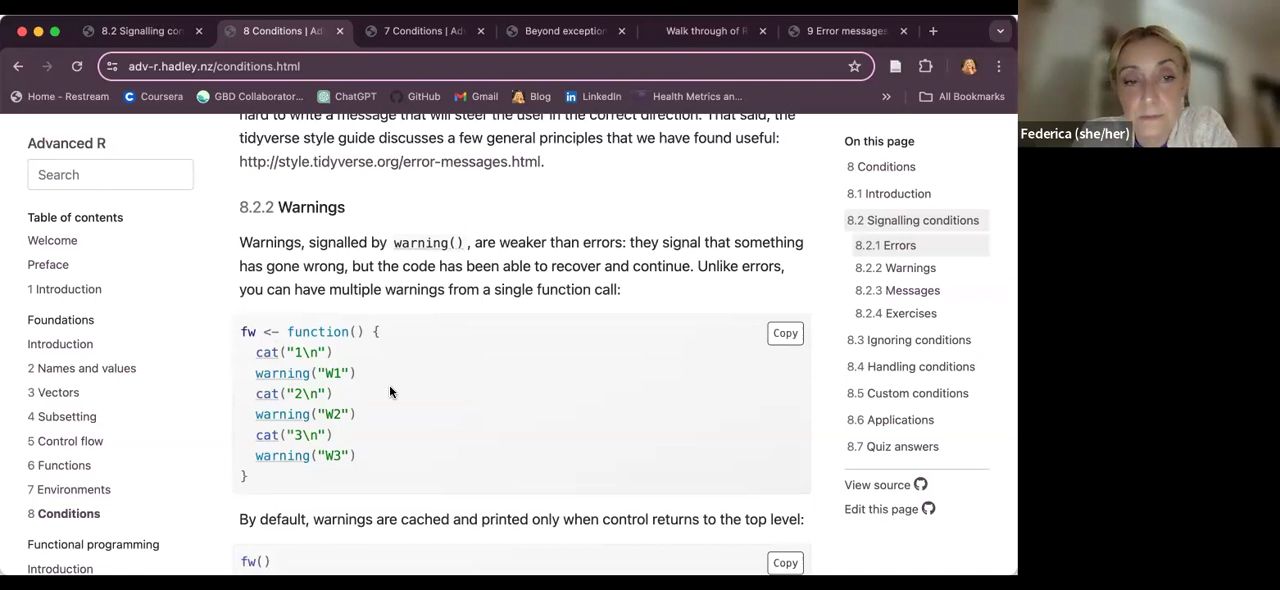 8.2 Signalling con
8 Conditions | Ad
7 Conditions | Ad
Beyond exception
Walk through of R
9 Error messages
adv-r.hadley.nz/conditions.html
Home - Restream
Coursera
GBD Collaborator...
ChatGPT
GitHub
Gmail
Blog
LinkedIn
Health Metrics an...
»
All Bookmarks
Federica (she/her)
Advanced R
Search
Table of contents
Welcome
Preface
1 Introduction
Foundations
Introduction
2 Names and values
3 Vectors
4 Subsetting
5 Control flow
6 Functions
7 Environments
8 Conditions
Functional programming
Introduction
hard to write a message that will steer the user in the correct direction. That said, the
tidyverse style guide discusses a few general principles that we have found useful:
http://style.tidyverse.org/error-messages.html.
8.2.2 Warnings
Warnings, signalled by warning(), are weaker than errors: they signal that something
has gone wrong, but the code has been able to recover and continue. Unlike errors,
you can have multiple warnings from a single function call:
Copy
fw <- function() {
cat("1\n")
warning("W1")
cat("2\n")
warning("W2")
cat("3\n")
warning("W3")
}
By default, warnings are cached and printed only when control returns to the top level:
fw()
Copy
On this page
8 Conditions
8.1 Introduction
8.2 Signalling conditions
8.2.1 Errors
8.2.2 Warnings
8.2.3 Messages
8.2.4 Exercises
8.3 Ignoring conditions
8.4 Handling conditions
8.5 Custom conditions
8.6 Applications
8.7 Quiz answers
View source
Edit this page